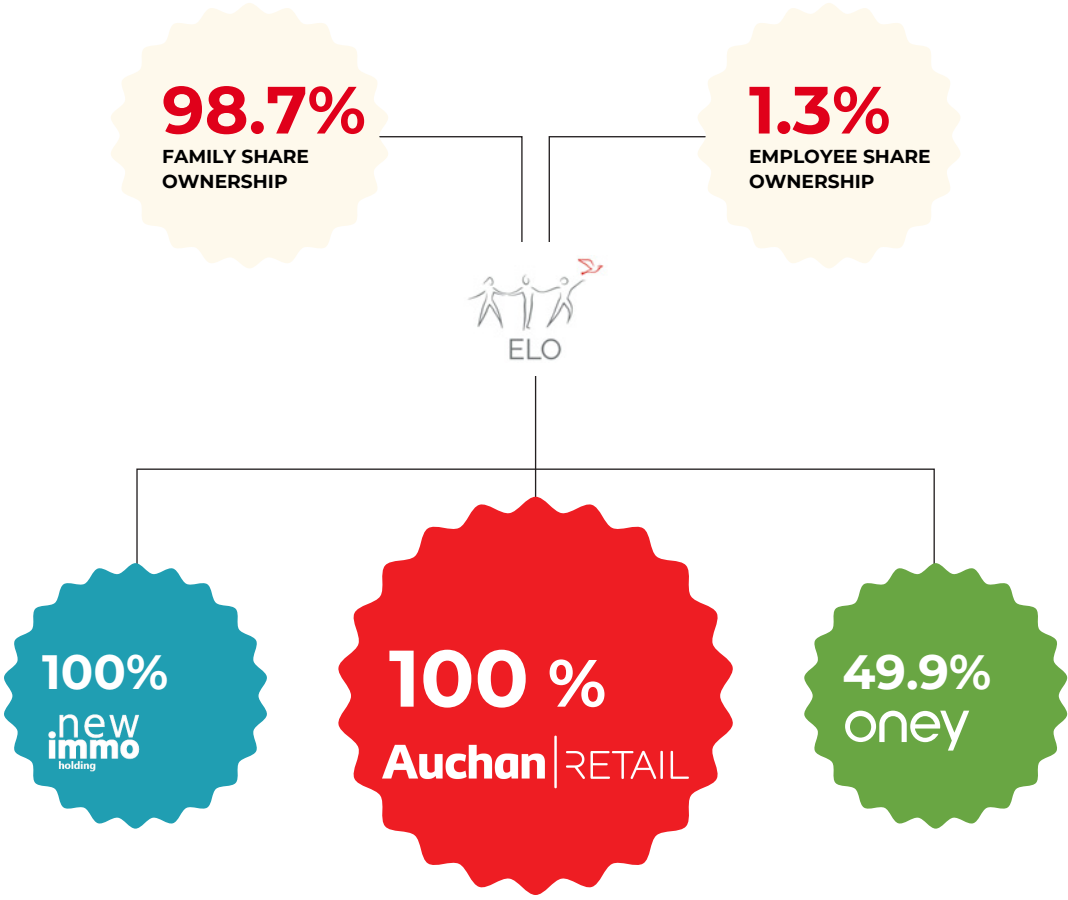 98.7%
FAMILY SHARE
OWNERSHIP
1.3%
EMPLOYEE SHARE
OWNERSHIP
ELO
100%
new
immo
holding
100 %
Auchan | RETAIL
49.9%
oney